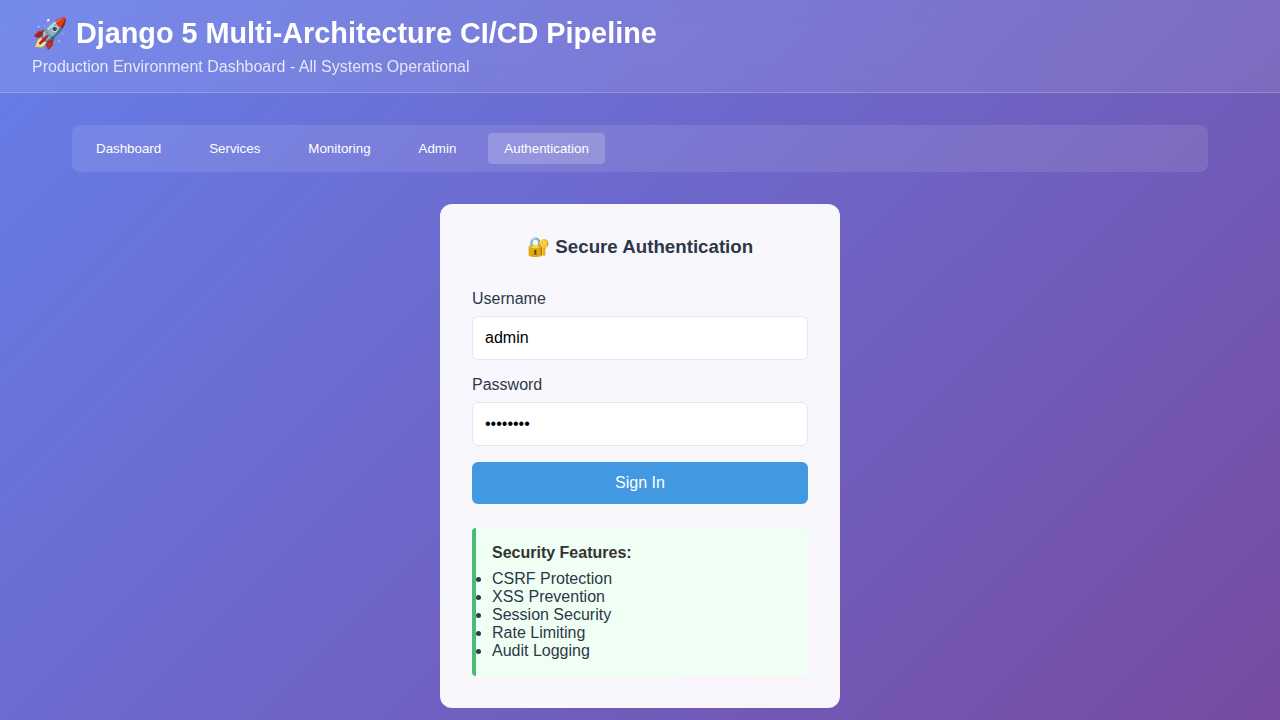 🚀 Django 5 Multi-Architecture CI/CD Pipeline
Production Environment Dashboard - All Systems Operational
Dashboard Services Monitoring Admin Authentication
🔐 Secure Authentication
Username
admin
Password
••••••••
Sign In
Security Features:
• CSRF Protection
• XSS Prevention
• Session Security
• Rate Limiting
• Audit Logging